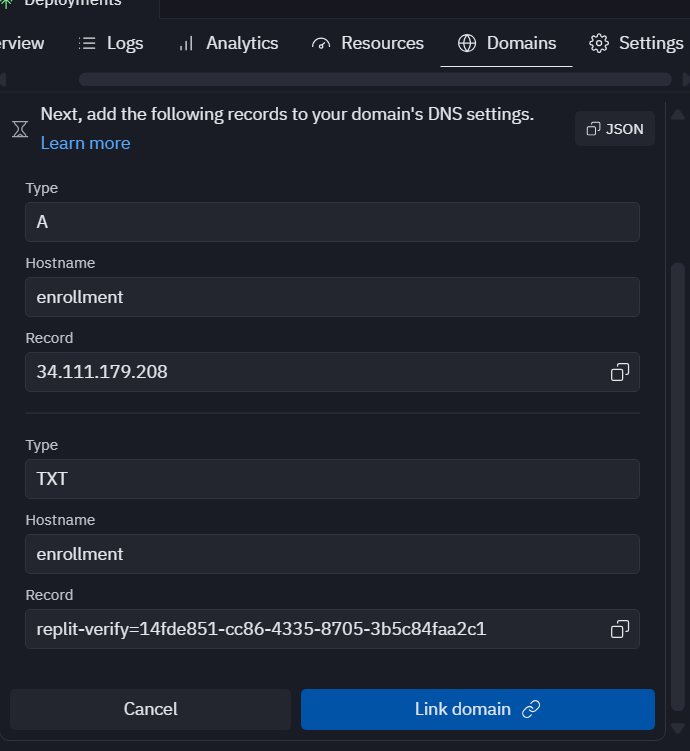 Deployments
rview
Logs
Analytics
Resources
Domains
Settings
Next, add the following records to your domain's DNS settings.
Learn more
JSON
Type
A
Hostname
enrollment
Record
34.111.179.208
Type
TXT
Hostname
enrollment
Record
replit-verify=14fde851-cc86-4335-8705-3b5c84faa2c1
Cancel
Link domain